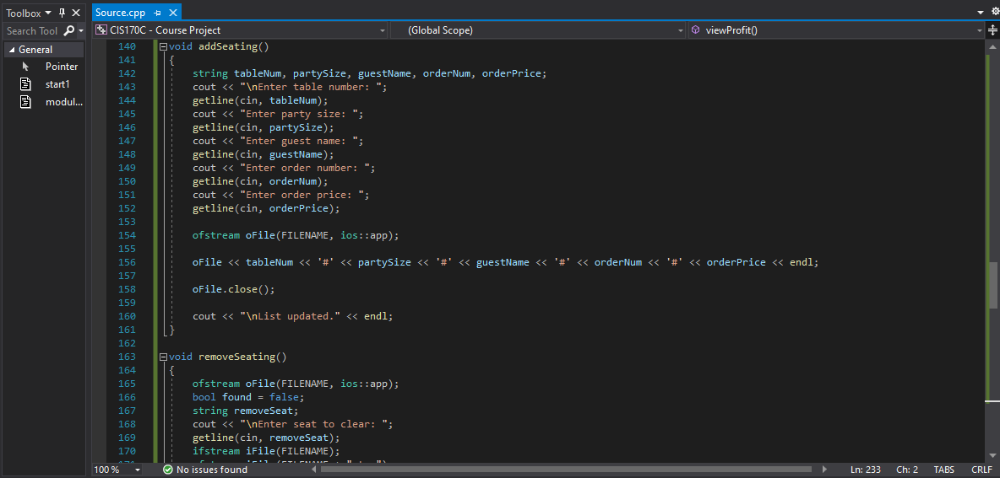 Toolbox
Source.cpp
Search Tool
CIS170C - Course Project
(Global Scope)
viewProfit()
General
Pointer
start1
modul...
140 void addSeating()
141 {
142 string tableNum, partySize, guestName, orderNum, orderPrice;
143 cout << "\nEnter table number: ";
144 getline(cin, tableNum);
145 cout << "Enter party size: ";
146 getline(cin, partySize);
147 cout << "Enter guest name: ";
148 getline(cin, guestName);
149 cout << "Enter order number: ";
150 getline(cin, orderNum);
151 cout << "Enter order price: ";
152 getline(cin, orderPrice);
153
154 ofstream oFile(FILENAME, ios::app);
155
156 oFile << tableNum << '#' << partySize << '#' << guestName << '#' << orderNum << '#' << orderPrice << endl;
157
158 oFile.close();
159
160 cout << "\nList updated." << endl;
161 }
162
163 void removeSeating()
164 {
165 ofstream oFile(FILENAME, ios::app);
166 bool found = false;
167 string removeSeat;
168 cout << "\nEnter seat to clear: ";
169 getline(cin, removeSeat);
170 ifstream iFile(FILENAME);
100 %
No issues found
Ln: 233
Ch: 2
TABS
CRLF